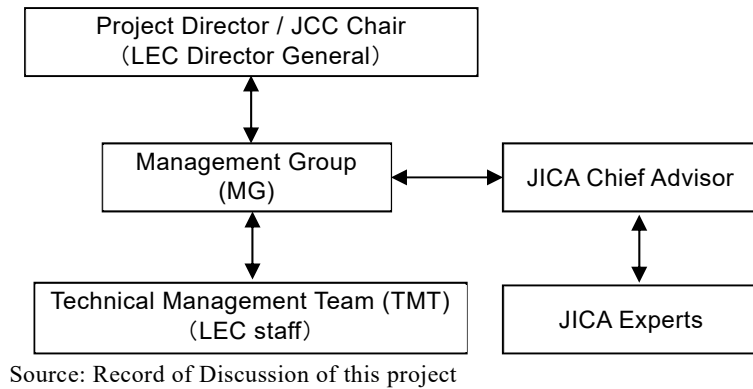 Project Director / JCC Chair
（LEC Director General）
Management Group
(MG)
JICA Chief Advisor
Technical Management Team (TMT)
（LEC staff）
JICA Experts
Source: Record of Discussion of this project